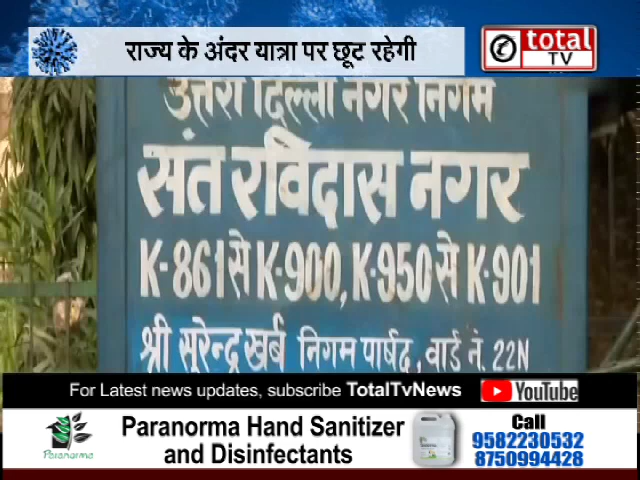 राज्य के अंदर यात्रा पर छूट रहेगी
total
TV
उत्तरी दिल्ली नगर निगम
संत रविदास नगर
K-861 से K-900, K-950 से K-901
श्री सुरेन्द्र खर्ब निगम पार्षद, वार्ड नं. 22N
For Latest news updates, subscribe TotalTvNews YouTube
Paranorma
Paranorma Hand Sanitizer
and Disinfectants
Call
9582230532
8750994428